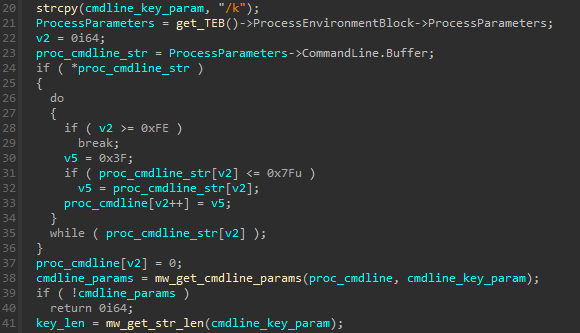 20 strcpy(cmdline_key_param, "/k");
21 ProcessParameters = get_TEB()->ProcessEnvironmentBlock->ProcessParameters;
22 v2 = 0i64;
23 proc_cmdline_str = ProcessParameters->CommandLine.Buffer;
24 if ( *proc_cmdline_str )
25 {
26 do
27 {
28 if ( v2 >= 0xFE )
29 break;
30 v5 = 0x3F;
31 if ( proc_cmdline_str[v2] <= 0x7Fu )
32 v5 = proc_cmdline_str[v2];
33 proc_cmdline[v2++] = v5;
34 }
35 while ( proc_cmdline_str[v2] );
36 }
37 proc_cmdline[v2] = 0;
38 cmdline_params = mw_get_cmdline_params(proc_cmdline, cmdline_key_param);
39 if ( !cmdline_params )
40 return 0i64;
41 key_len = mw_get_str_len(cmdline_key_param);